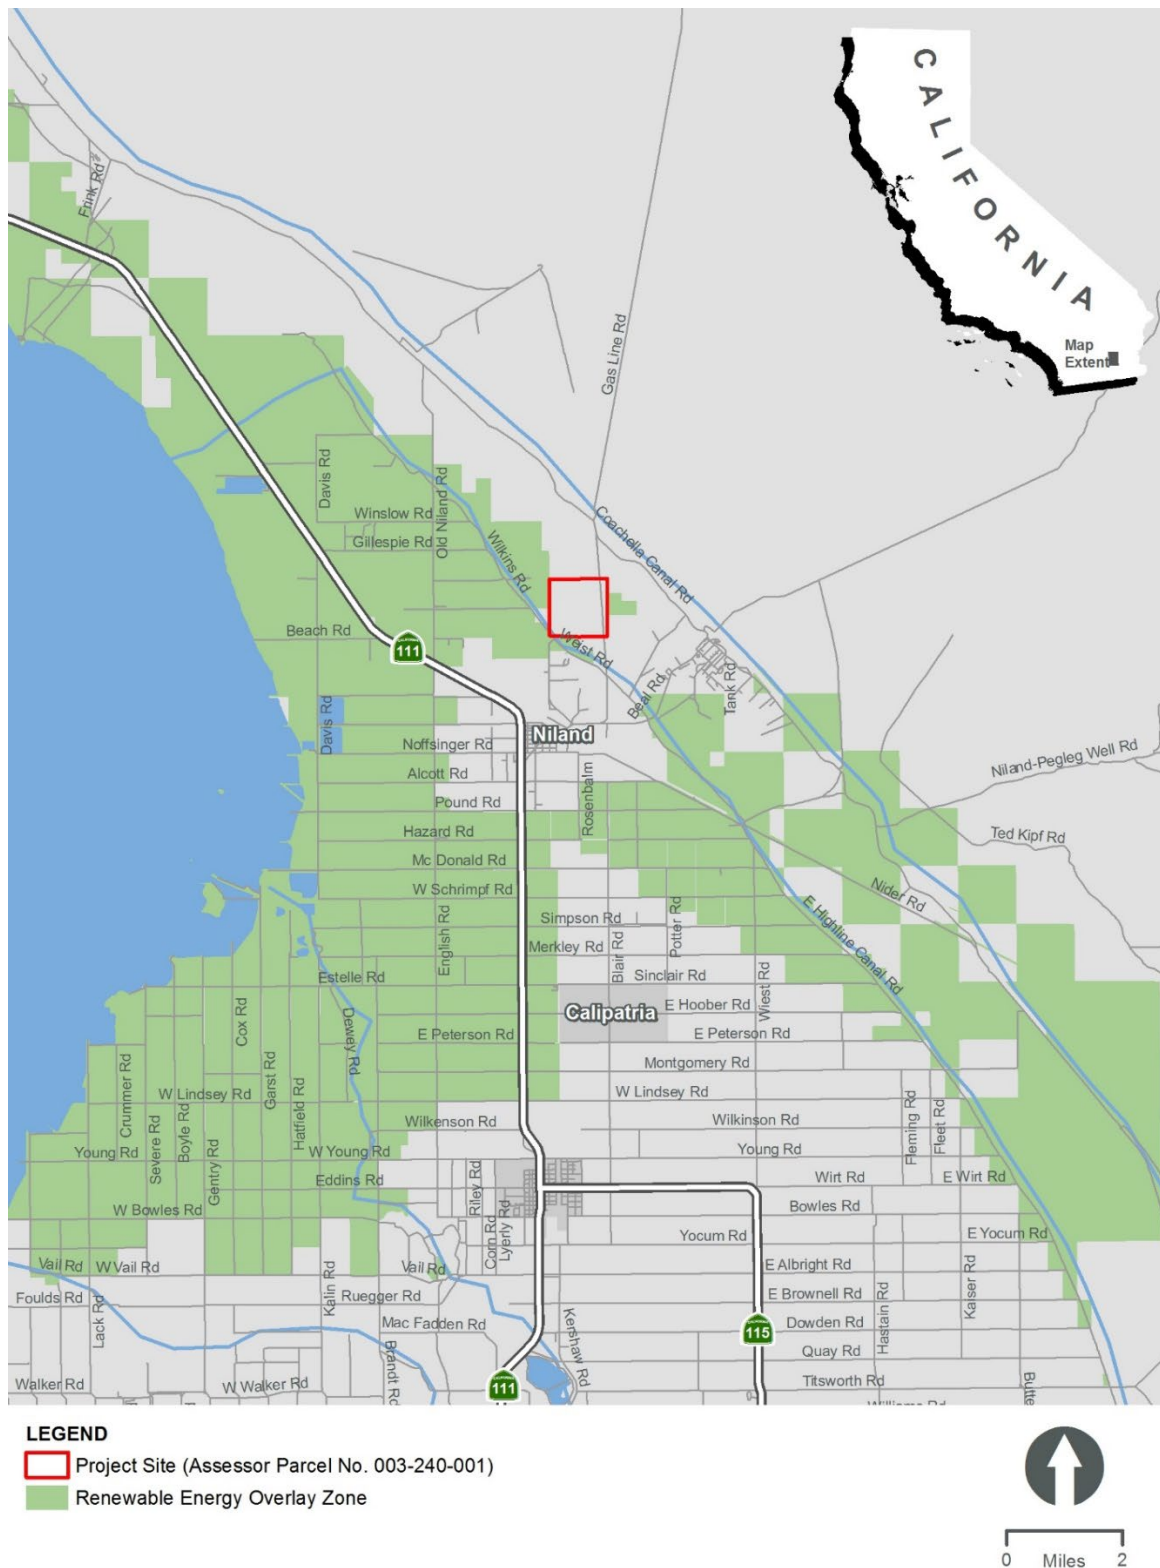 CALIFORNIA
Map
Extent
Frink Rd
Gas Line Rd
Davis Rd
Old Niland Rd
Winslow Rd
Gillespie Rd
Wilkins Rd
Coachella Canal Rd
Beach Rd
CALIFORNIA
111
Weist Rd
Beal Rd
Tank Rd
Davis Rd
Niland
Noffsinger Rd
Niland-Pegleg Well Rd
Alcott Rd
Pound Rd
Rosenbalm
Hazard Rd
Ted Kipf Rd
Mc Donald Rd
W Schrimpf Rd
Nider Rd
Simpson Rd
Potter Rd
E Highline Canal Rd
English Rd
Merkley Rd
Blair Rd
Estelle Rd
Sinclair Rd
Wiest Rd
Cox Rd
Dewey Rd
Calipatria
E Hoober Rd
E Peterson Rd
E Peterson Rd
Montgomery Rd
Crummer Rd
Garst Rd
W Lindsey Rd
W Lindsey Rd
Hatfield Rd
Severe Rd
Boyle Rd
Wilkenson Rd
Wilkinson Rd
Fleming Rd
Fleet Rd
Young Rd
Gentry Rd
W Young Rd
Young Rd
Eddins Rd
Riley Rd
Wirt Rd
E Wirt Rd
W Bowles Rd
Bowles Rd
Corn Rd
Lyerly Rd
Yocum Rd
E Yocum Rd
Vail Rd
W Vail Rd
Kalin Rd
Vail Rd
E Albright Rd
Foulds Rd
Ruegger Rd
E Brownell Rd
Kaiser Rd
Lack Rd
Mac Fadden Rd
Kershaw Rd
CALIFORNIA
115
Dowden Rd
Hastain Rd
Brandt Rd
Quay Rd
Walker Rd
W Walker Rd
CALIFORNIA
111
Titsworth Rd
Butte
LEGEND
Project Site (Assessor Parcel No. 003-240-001)
Renewable Energy Overlay Zone
0 Miles 2